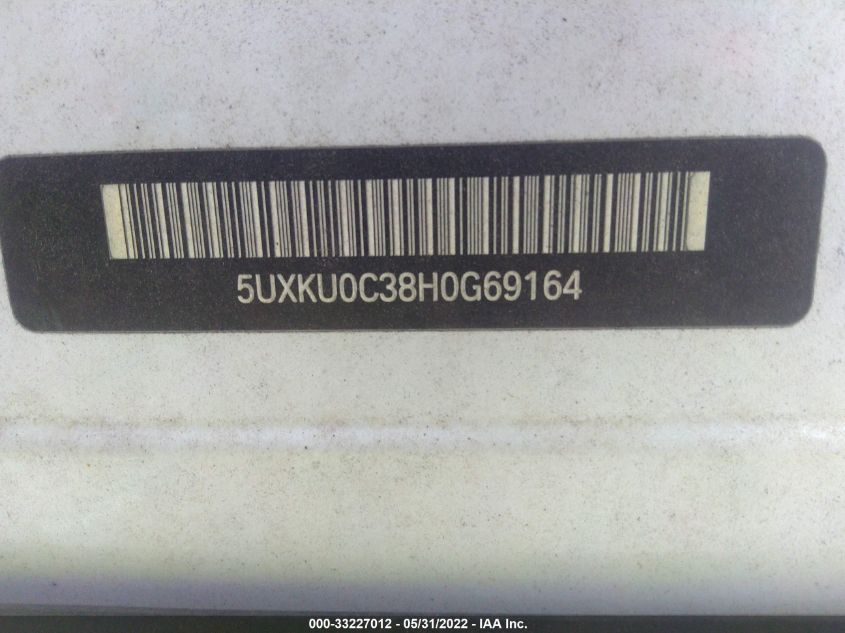 5UXKU0C38H0G69164
000-33227012 - 05/31/2022 - IAA Inc.